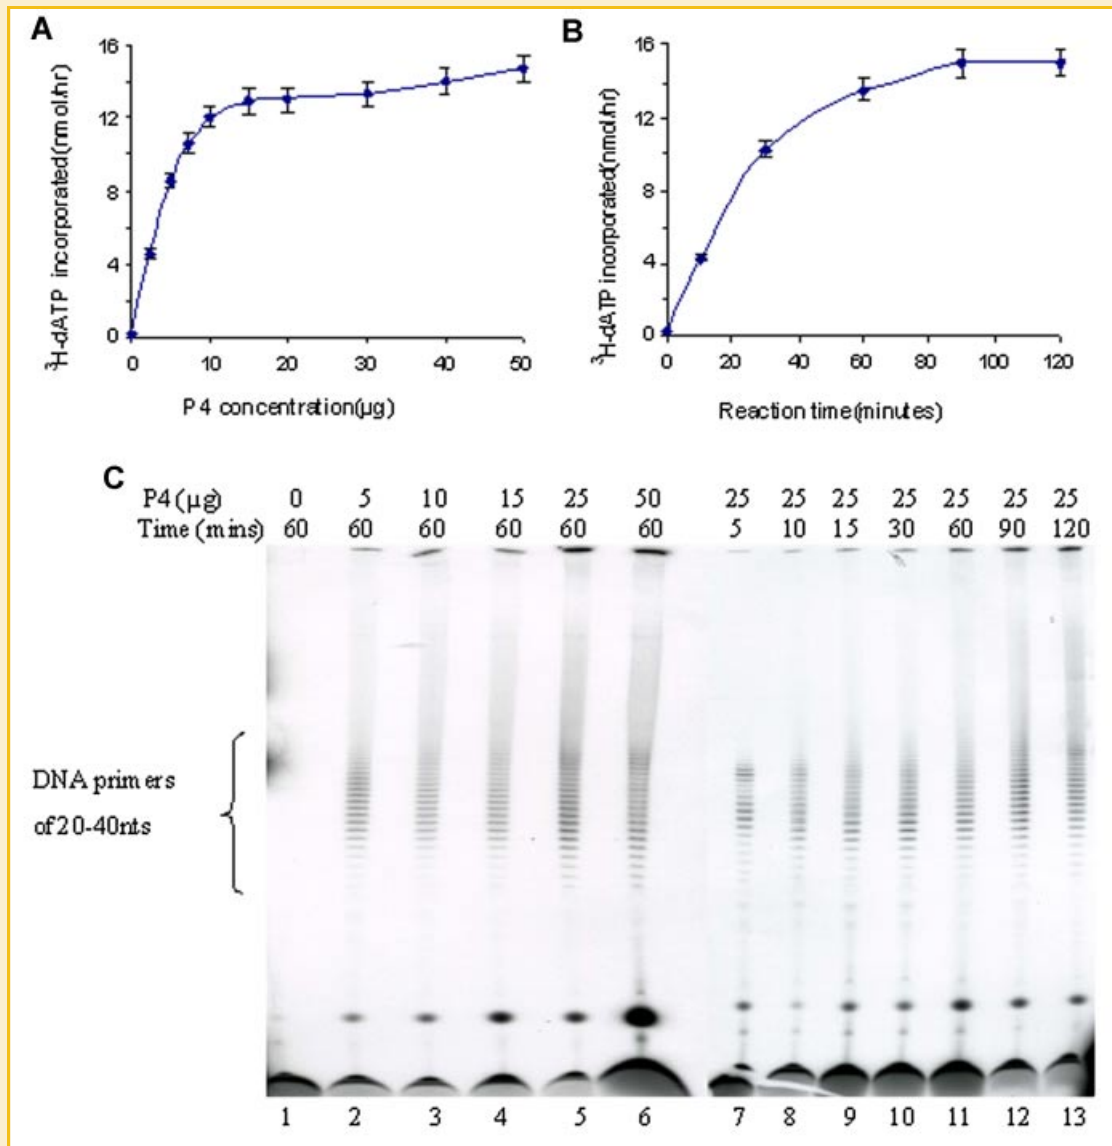 A
16
12
8
4
0
³H-dATP incorporated(nmol/hr)
0 10 20 30 40 50
P4 concentration(µg)
B
16
12
8
4
0
³H-dATP incorporated(nmol/hr)
0 20 40 60 80 100 120
Reaction time(minutes)
C
P4 (µg) 0 5 10 15 25 50 25 25 25 25 25 25 25
Time (mins) 60 60 60 60 60 60 5 10 15 30 60 90 120
DNA primers
of 20-40nts
1 2 3 4 5 6 7 8 9 10 11 12 13